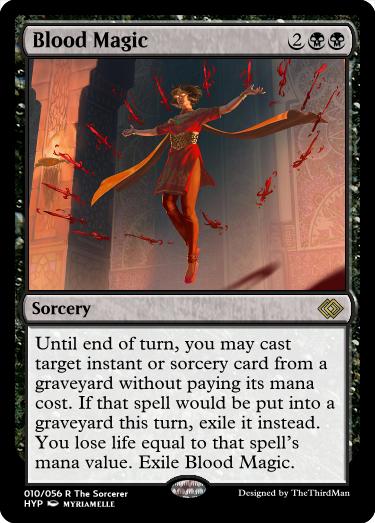 Blood Magic 2
Sorcery
Until end of turn, you may cast
target instant or sorcery card from a
graveyard without paying its mana
cost. If that spell would be put into a
graveyard this turn, exile it instead.
You lose life equal to that spell's
mana value. Exile Blood Magic.
010/056 R The Sorcerer Designed by TheThirdMan
HYP MYRIAMELLE